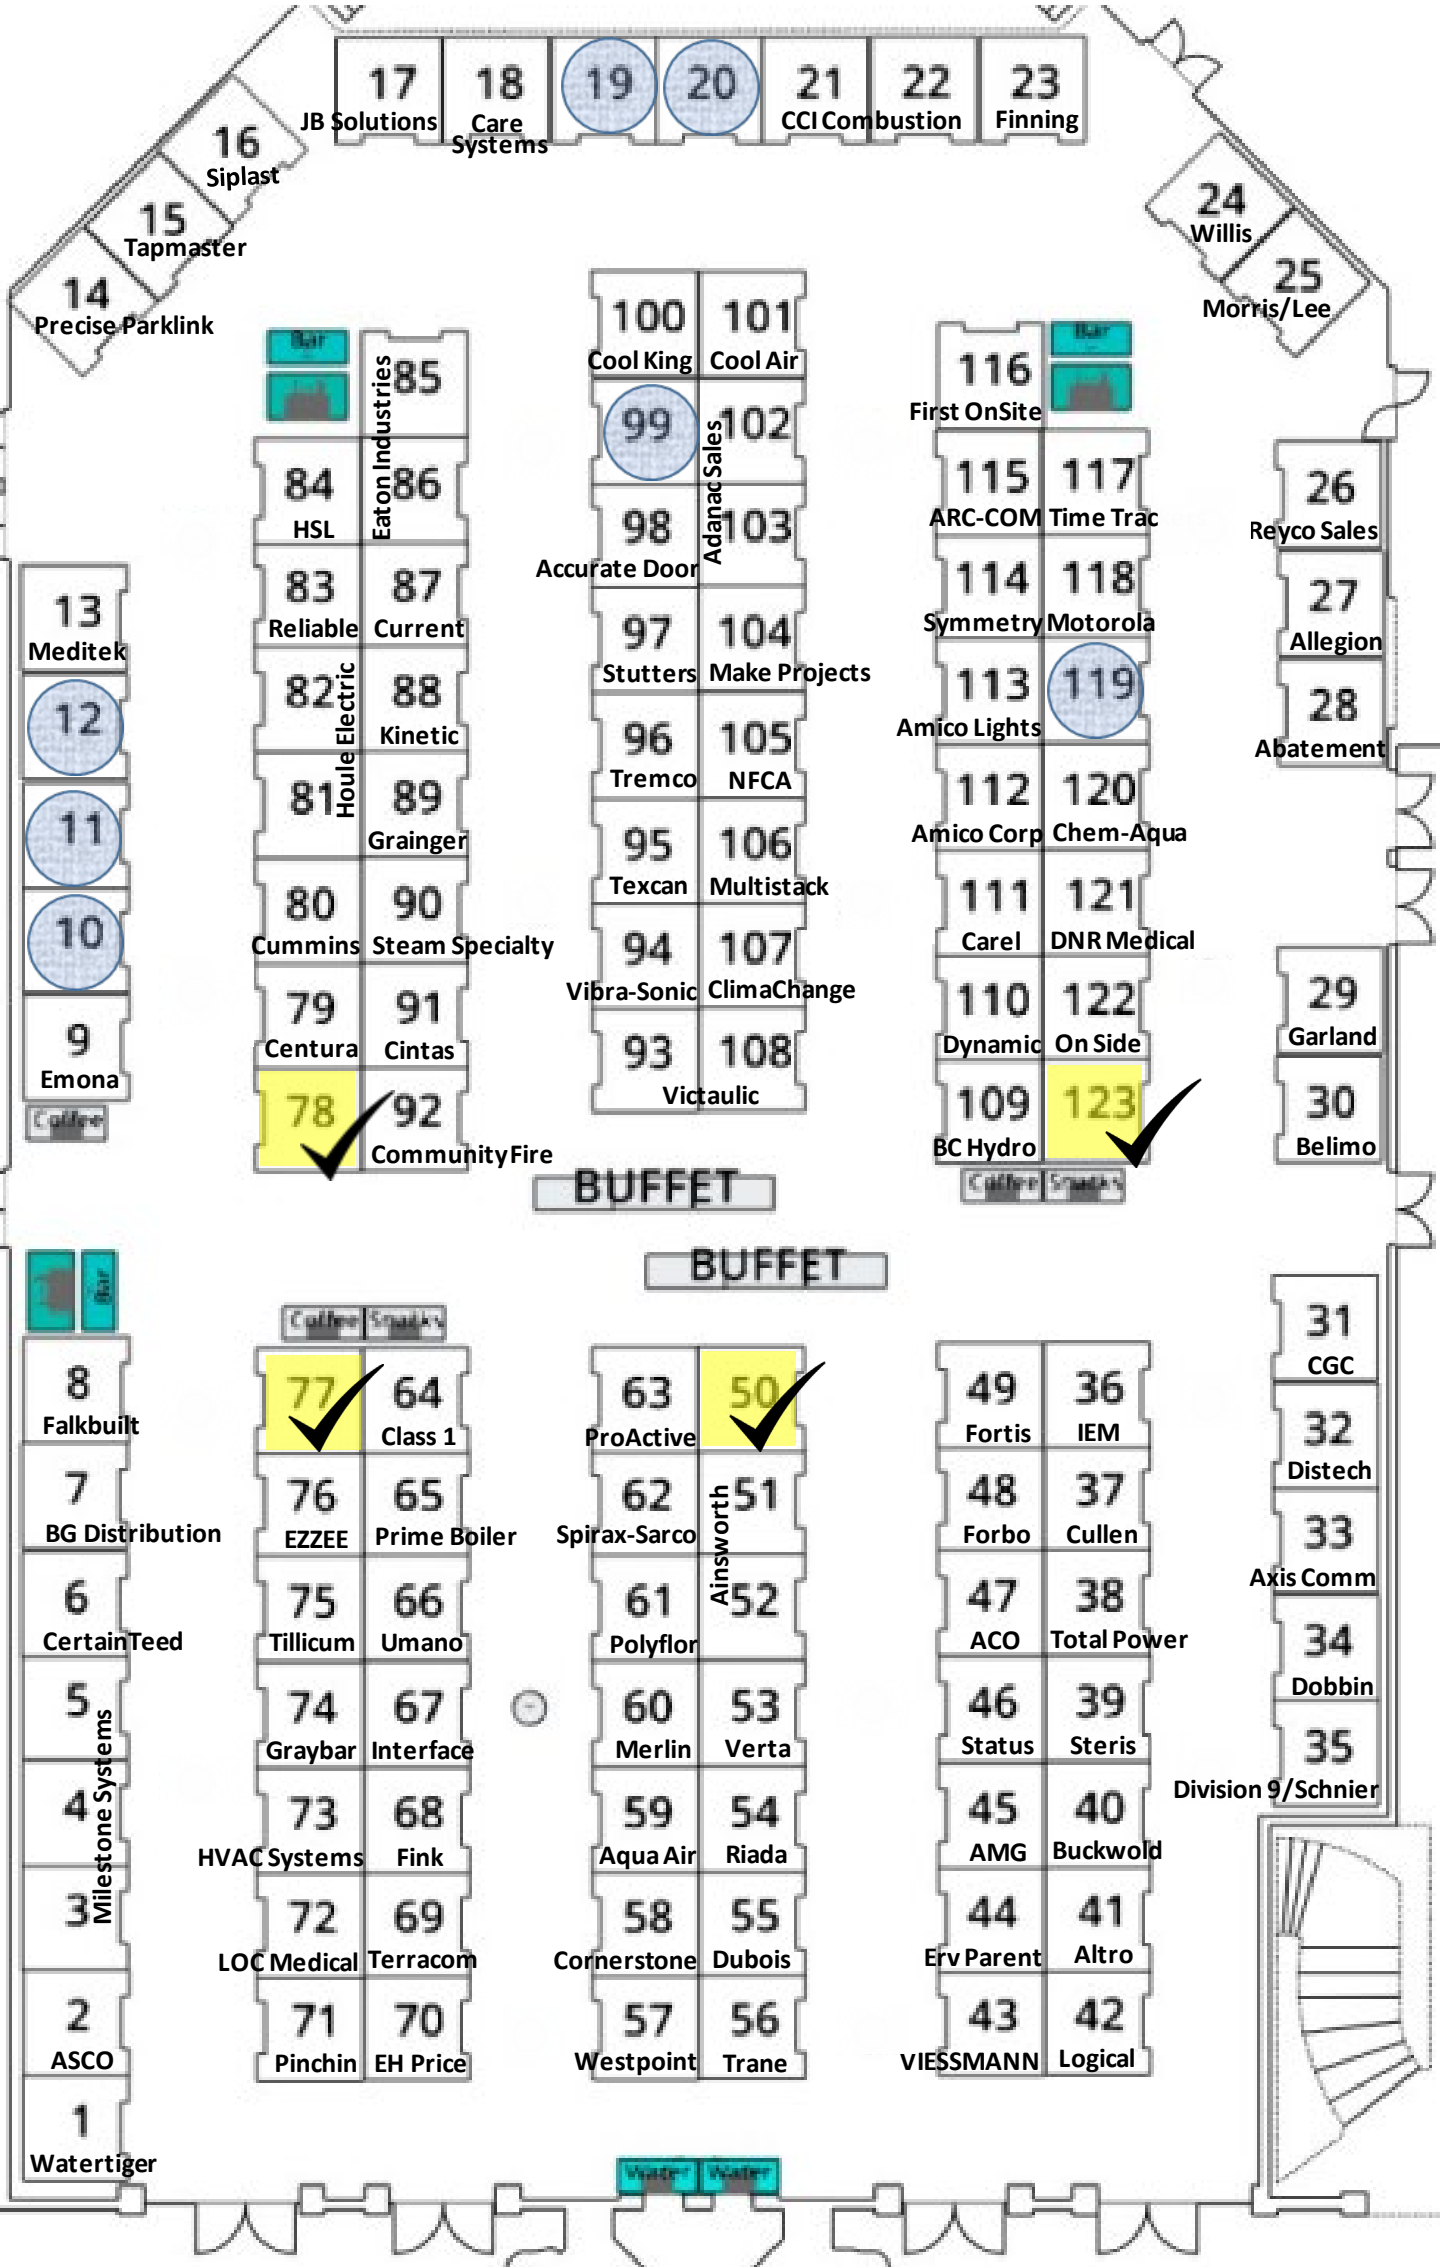 17
JB Solutions
18
Care
Systems
19
20
21
22
CCI Combustion
23
Finning
16
Siplast
15
Tapmaster
14
Precise Parklink
24
Willis
25
Morris/Lee
Bar
85
86
Eaton Industries
84
HSL
83
Reliable
87
Current
82
81
Houle Electric
88
Kinetic
89
Grainger
80
Cummins
90
Steam Specialty
79
Centura
91
Cintas
78
92
Community Fire
100
Cool King
101
Cool Air
99
102
103
Adanac Sales
98
Accurate Door
97
Stutters
104
Make Projects
96
Tremco
105
NFCA
95
Texcan
106
Multistack
94
Vibra-Sonic
107
ClimaChange
93
108
Victaulic
116
First OnSite
Bar
115
ARC-COM
117
Time Trac
114
Symmetry
118
Motorola
113
Amico Lights
119
112
Amico Corp
120
Chem-Aqua
111
Carel
121
DNR Medical
110
Dynamic
122
On Side
109
BC Hydro
123
Coffee
Snacks
26
Reyco Sales
27
Allegion
28
Abatement
29
Garland
30
Belimo
13
Meditek
12
11
10
9
Emona
Coffee
BUFFET
BUFFET
Bar
8
Falkbuilt
7
BG Distribution
6
CertainTeed
5
4
3
Milestone Systems
2
ASCO
1
Watertiger
Coffee
Snacks
77
64
Class 1
76
EZZEE
65
Prime Boiler
75
Tillicum
66
Umano
74
Graybar
67
Interface
73
HVAC Systems
68
Fink
72
LOC Medical
69
Terracom
71
Pinchin
70
EH Price
63
ProActive
50
62
Spirax-Sarco
51
52
Ainsworth
61
Polyflor
60
Merlin
53
Verta
59
Aqua Air
54
Riada
58
Cornerstone
55
Dubois
57
Westpoint
56
Trane
49
Fortis
36
IEM
48
Forbo
37
Cullen
47
ACO
38
Total Power
46
Status
39
Steris
45
AMG
40
Buckwold
44
Erv Parent
41
Altro
43
VIESSMANN
42
Logical
31
CGC
32
Distech
33
Axis Comm
34
Dobbin
35
Division 9/Schnier
Water
Water